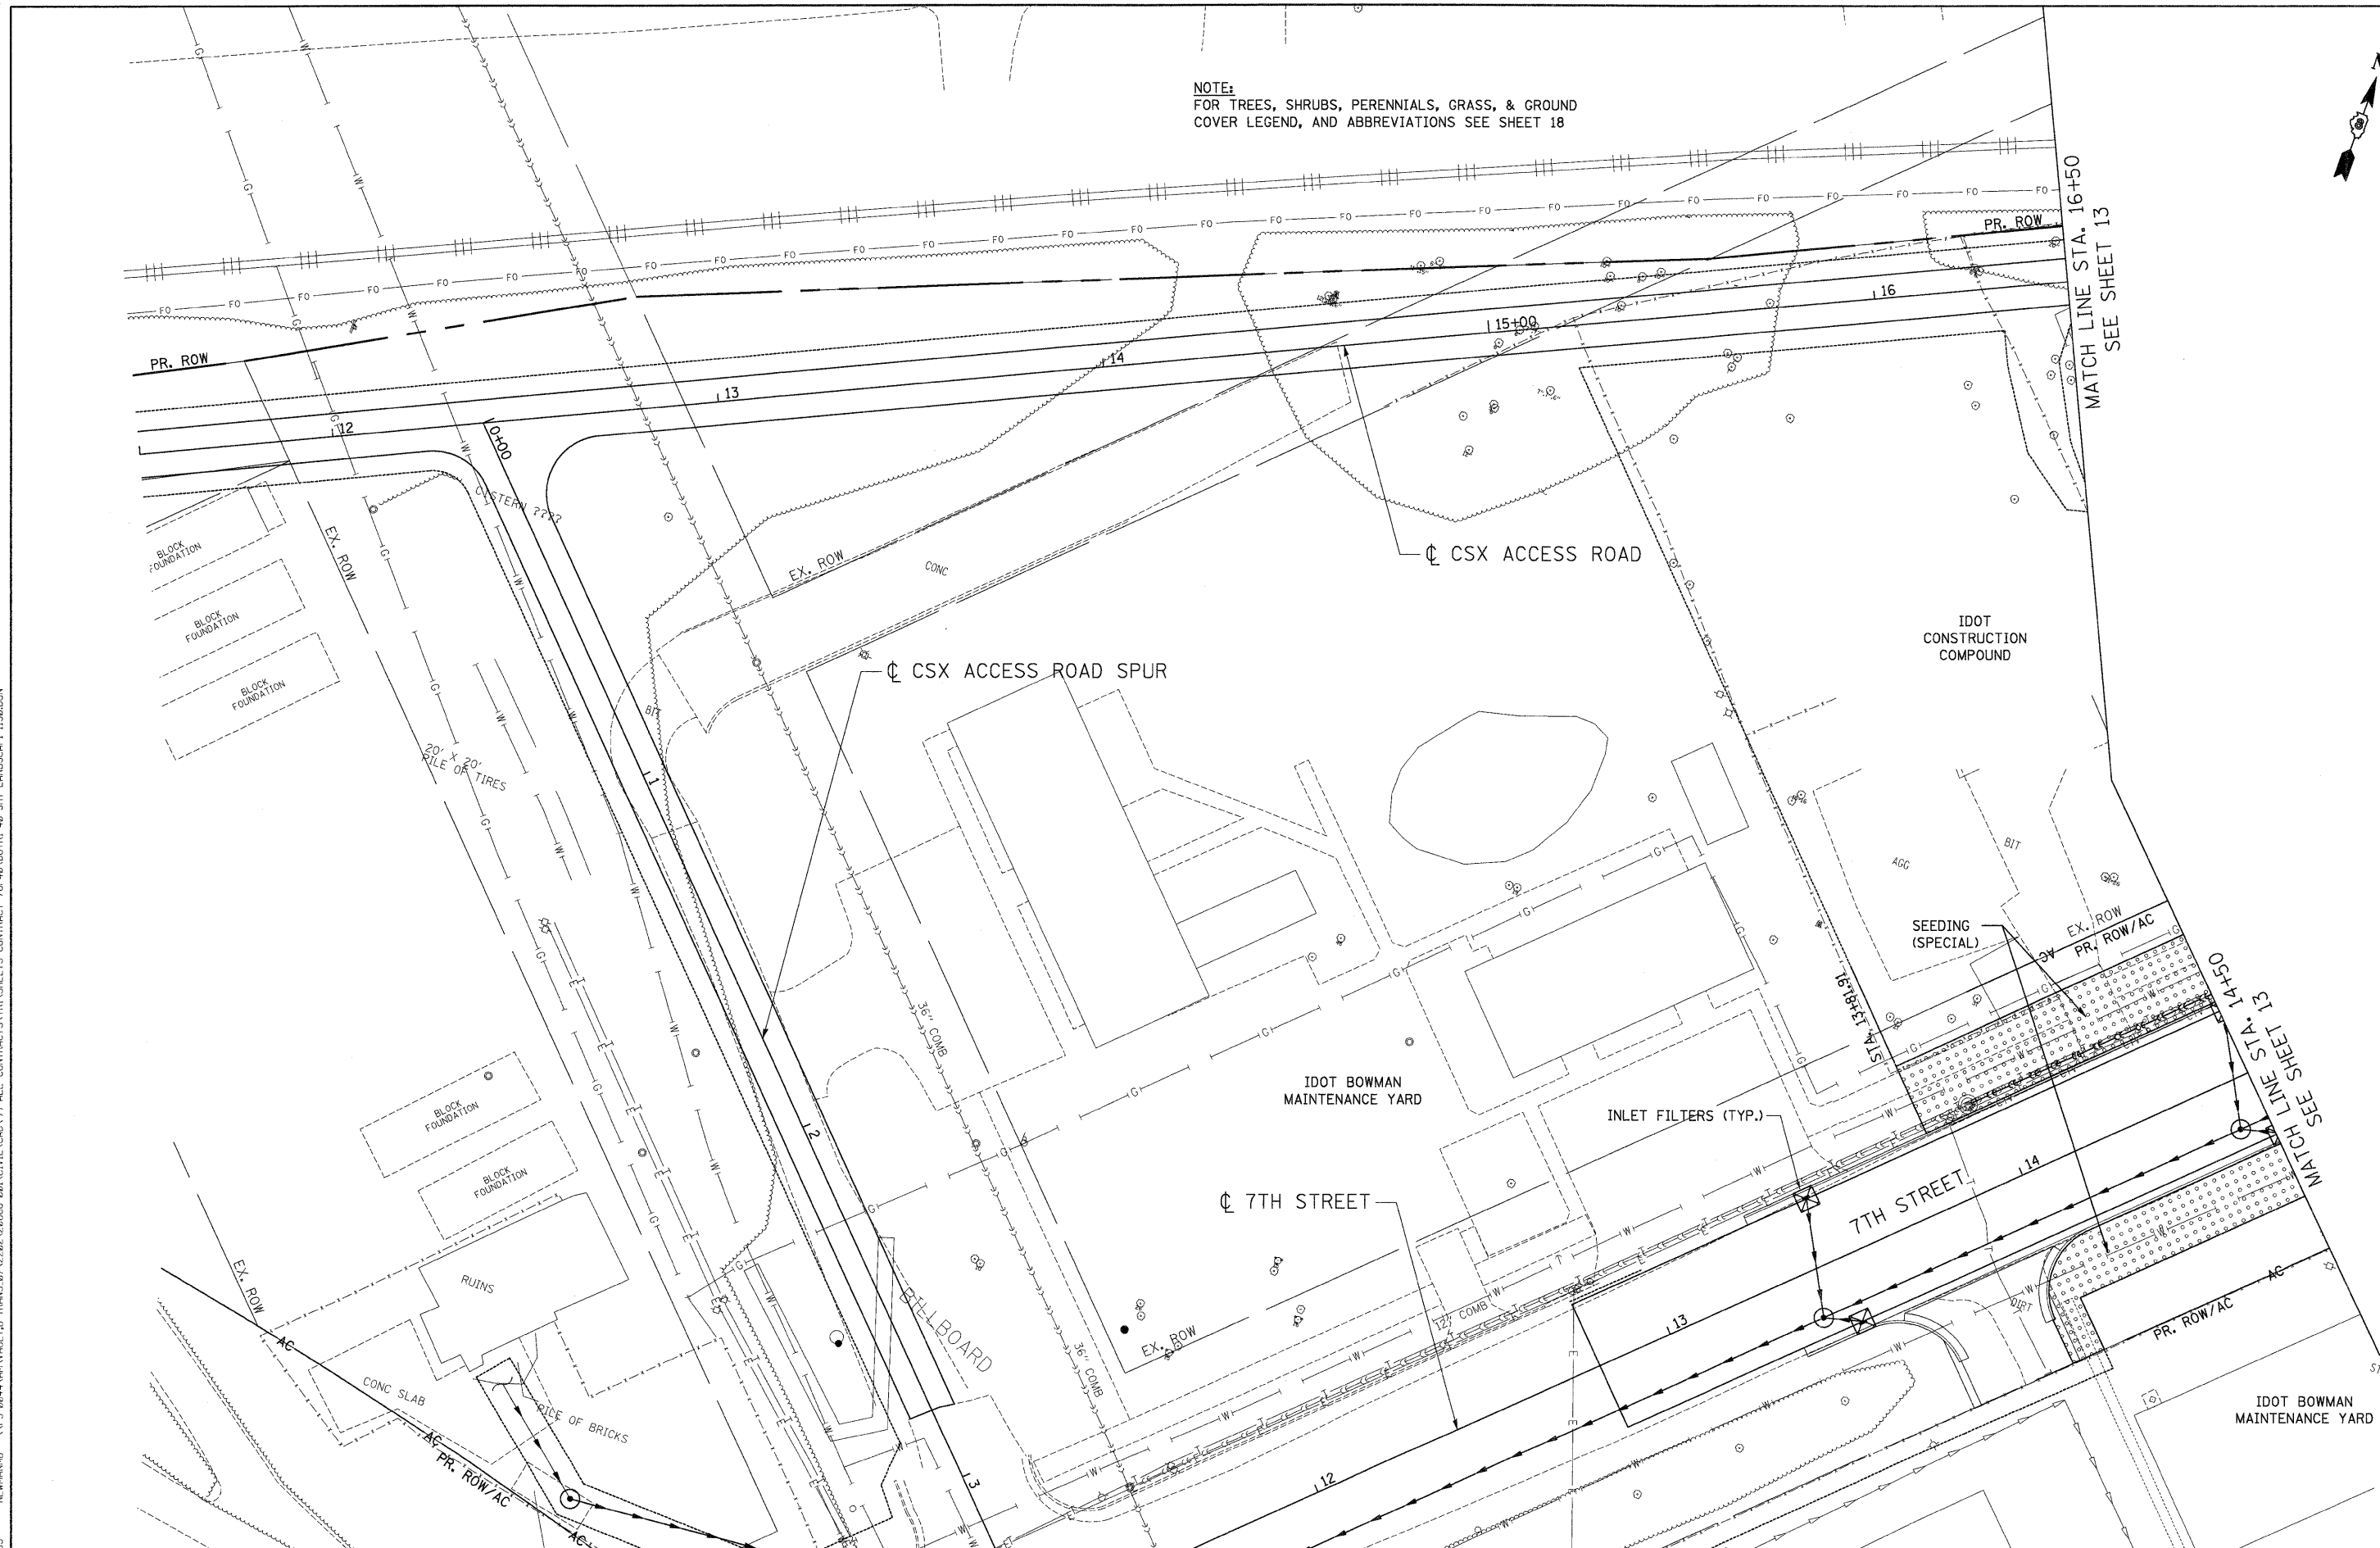 NOTE:
FOR TREES, SHRUBS, PERENNIALS, GRASS, & GROUND
COVER LEGEND, AND ABBREVIATIONS SEE SHEET 18
N
MATCH LINE STA. 16+50
SEE SHEET 13
PR. ROW
PR. ROW
12
13
14
15+00
16
0+00
CISTERN ????
BLOCK
FOUNDATION
BLOCK
FOUNDATION
BLOCK
FOUNDATION
EX. ROW
EX. ROW
CONC
℄ CSX ACCESS ROAD
℄ CSX ACCESS ROAD SPUR
BIT
20' X 20'
PILE OF TIRES
1
IDOT
CONSTRUCTION
COMPOUND
AGG
BIT
SEEDING
(SPECIAL)
EX. ROW
AC
PR. ROW/AC
STA. 13+81.91
MATCH LINE STA. 14+50
SEE SHEET 13
36" COMB
IDOT BOWMAN
MAINTENANCE YARD
INLET FILTERS (TYP.)
2
BLOCK
FOUNDATION
BLOCK
FOUNDATION
℄ 7TH STREET
7TH STREET
14
13
12
EX. ROW
RUINS
BILLBOARD
36" COMB
12" COMB
EX. ROW
DIRT
AC
PR. ROW/AC
AC
CONC SLAB
PILE OF BRICKS
AC
PR. ROW/AC
AC
3
IDOT BOWMAN
MAINTENANCE YARD